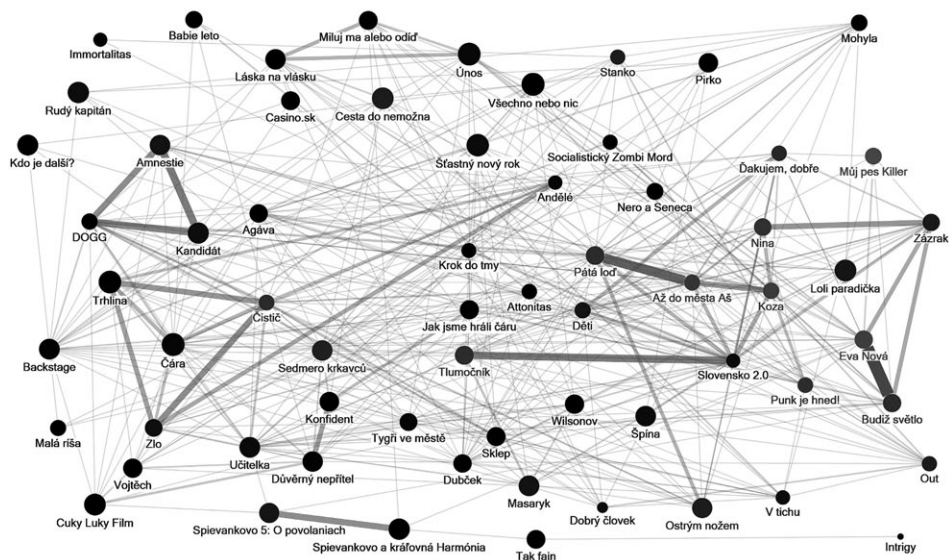 Babie leto
Miluj ma alebo odíď
Mohyla
Immortalitas
Láska na vlásku
Únos
Stanko
Pirko
Rudý kapitán
Casino.sk
Cesta do nemožna
Všechno nebo nic
Kdo je další?
Amnestie
Šťastný nový rok
Socialistický Zombi Mord
Ďakujem, dobře
Můj pes Killer
Andělé
Nero a Seneca
DOGG
Kandidát
Agáva
Nina
Zázrak
Krok do tmy
Pátá loď
Trhlina
Čistič
Attonitas
Až do města Aš
Koza
Loli paradička
Jak jsme hráli čáru
Děti
Backstage
Čára
Sedmero krkavců
Tlumočník
Slovensko 2.0
Eva Nová
Punk je hned!
Budiž světlo
Konfident
Wilsonov
Malá ríša
Zlo
Tygři ve městě
Špína
Učitelka
Sklep
Vojtěch
Důvěrný nepřítel
Dubček
Out
Masaryk
Cuky Luky Film
Spievankovo 5: O povolaniach
Dobrý človek
Ostrým nožem
V tichu
Spievankovo a kráľovná Harmónia
Tak fajn
Intrigy